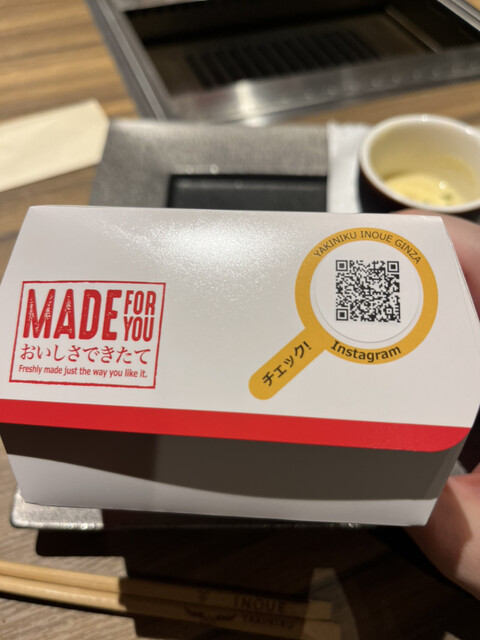 MADE FOR YOU
おいしさできたて
Freshly made just the way you like it.
YAKINIKU INOUE GINZA
チェック!
Instagram
INOUE
YAKINIKU